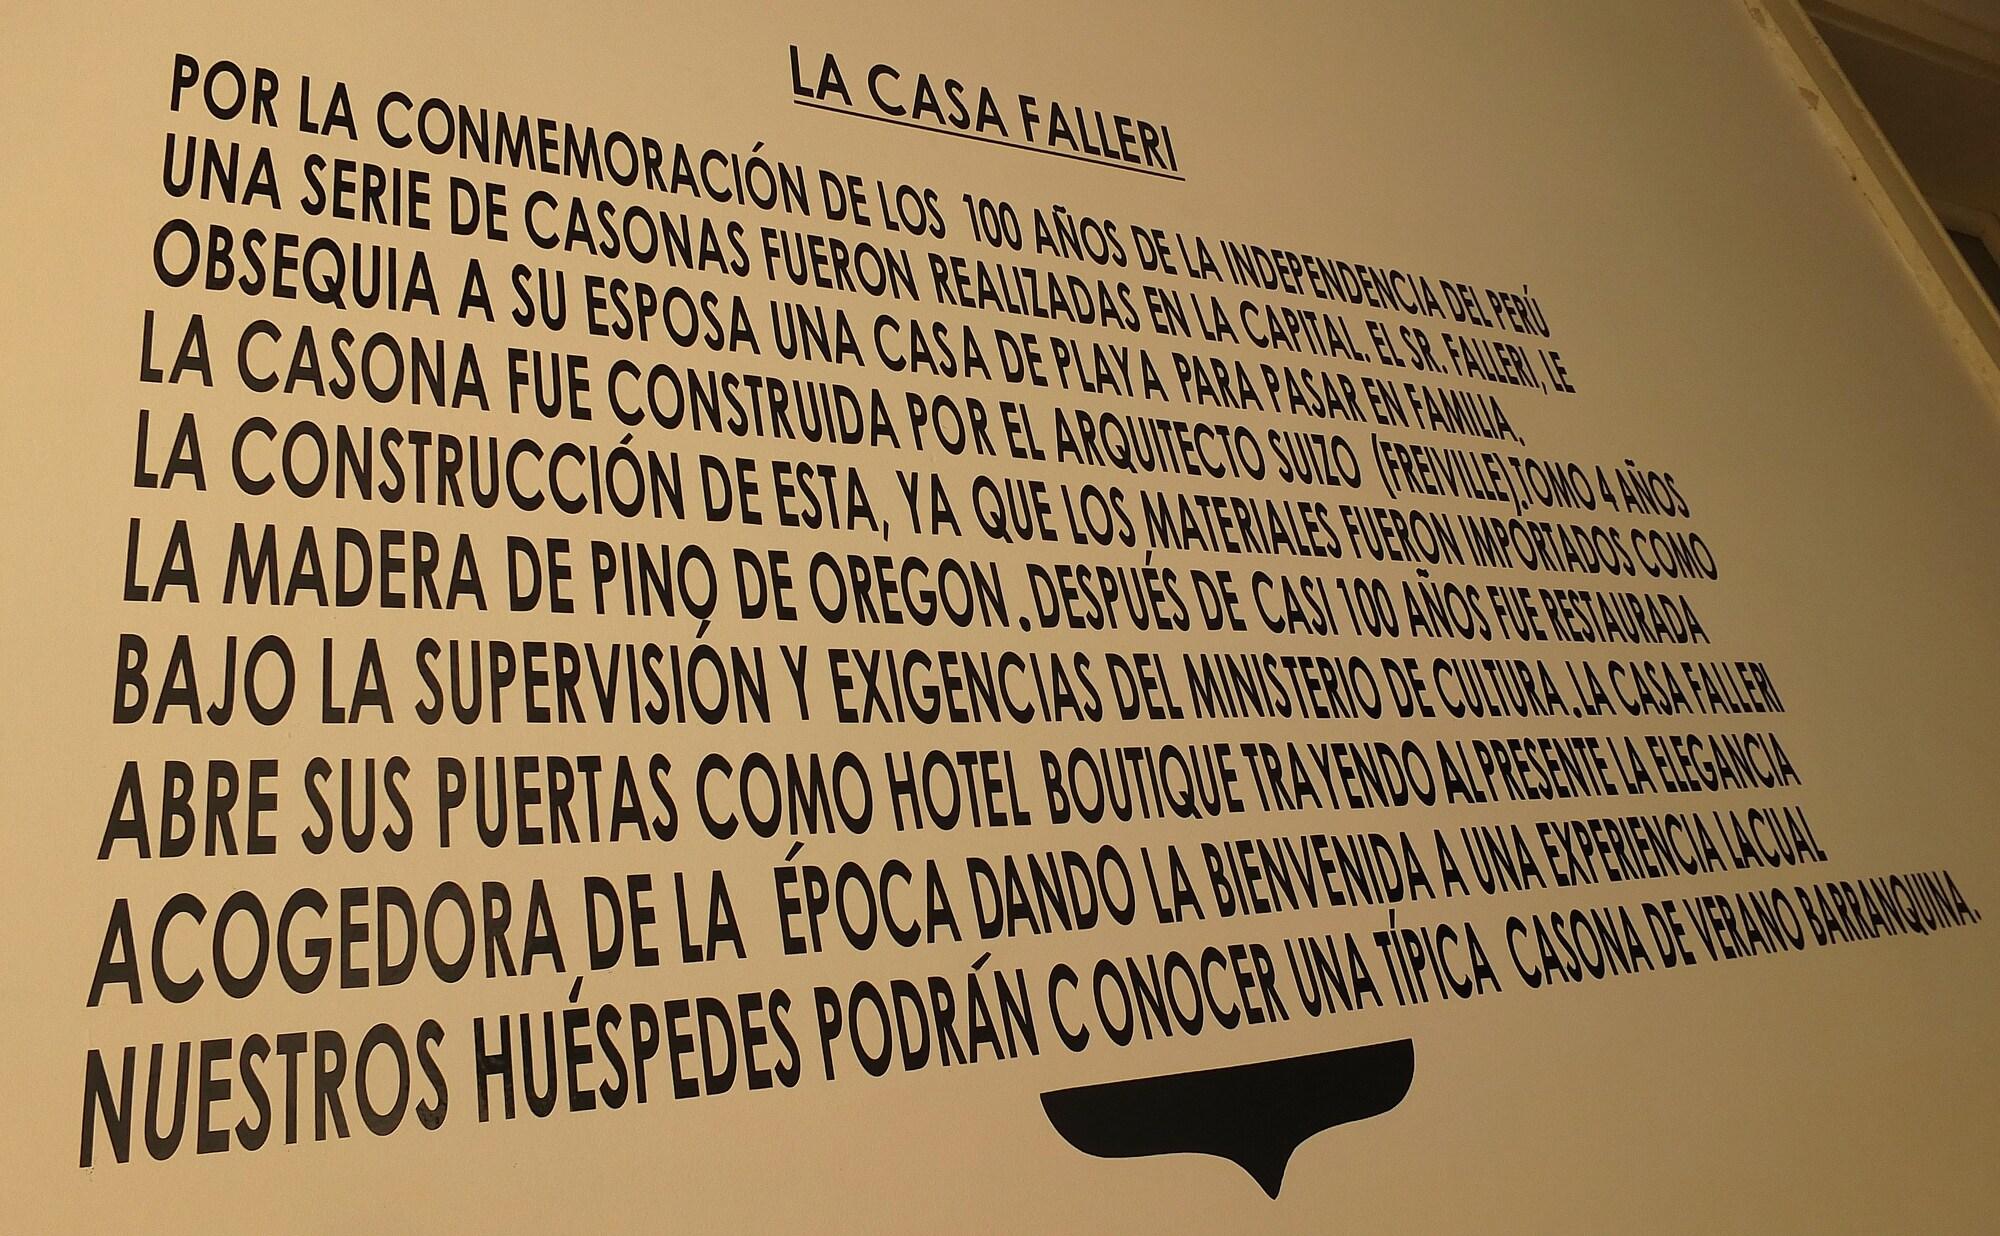 LA CASA FALLERI
POR LA CONMEMORACIÓN DE LOS 100 AÑOS DE LA INDEPENDENCIA DEL PERÚ
UNA SERIE DE CASONAS FUERON REALIZADAS EN LA CAPITAL. EL SR. FALLERI, LE
OBSEQUIA A SU ESPOSA UNA CASA DE PLAYA PARA PASAR EN FAMILIA.
LA CASONA FUE CONSTRUIDA POR EL ARQUITECTO SUIZO (FREIVILLE).TOMO 4 AÑOS
LA CONSTRUCCIÓN DE ESTA, YA QUE LOS MATERIALES FUERON IMPORTADOS COMO
LA MADERA DE PINO DE OREGON.DESPUÉS DE CASI 100 AÑOS FUE RESTAURADA
BAJO LA SUPERVISIÓN Y EXIGENCIAS DEL MINISTERIO DE CULTURA.LA CASA FALLERI
ABRE SUS PUERTAS COMO HOTEL BOUTIQUE TRAYENDO AL PRESENTE LA ELEGANCIA
ACOGEDORA DE LA ÉPOCA DANDO LA BIENVENIDA A UNA EXPERIENCIA LACUAL
NUESTROS HUÉSPEDES PODRÁN CONOCER UNA TÍPICA CASONA DE VERANO BARRANQUINA.